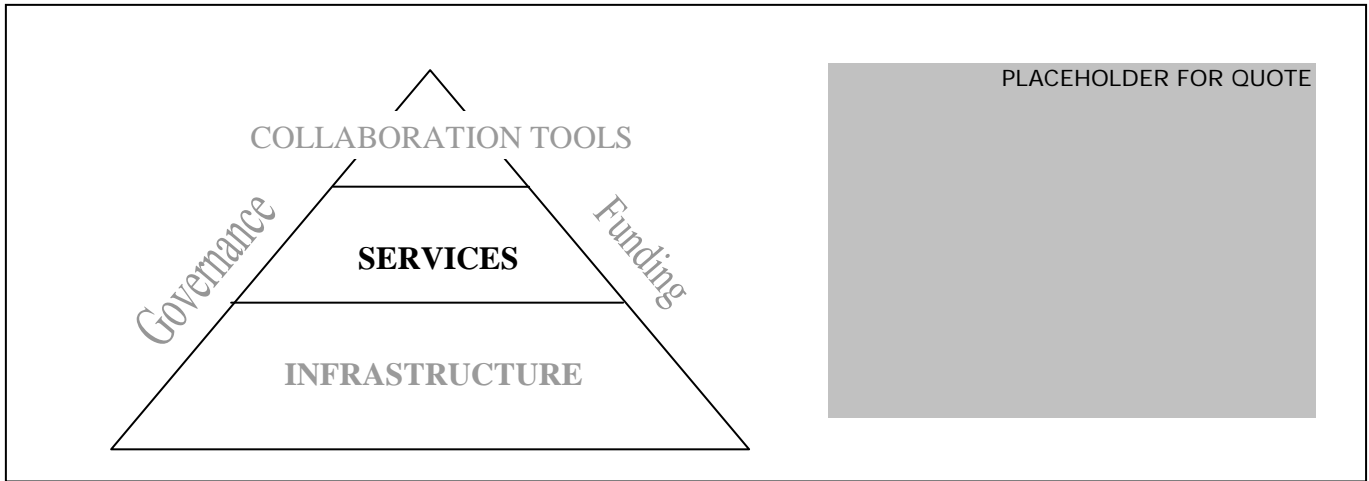 COLLABORATION TOOLS
Governance
Funding
SERVICES
INFRASTRUCTURE
PLACEHOLDER FOR QUOTE